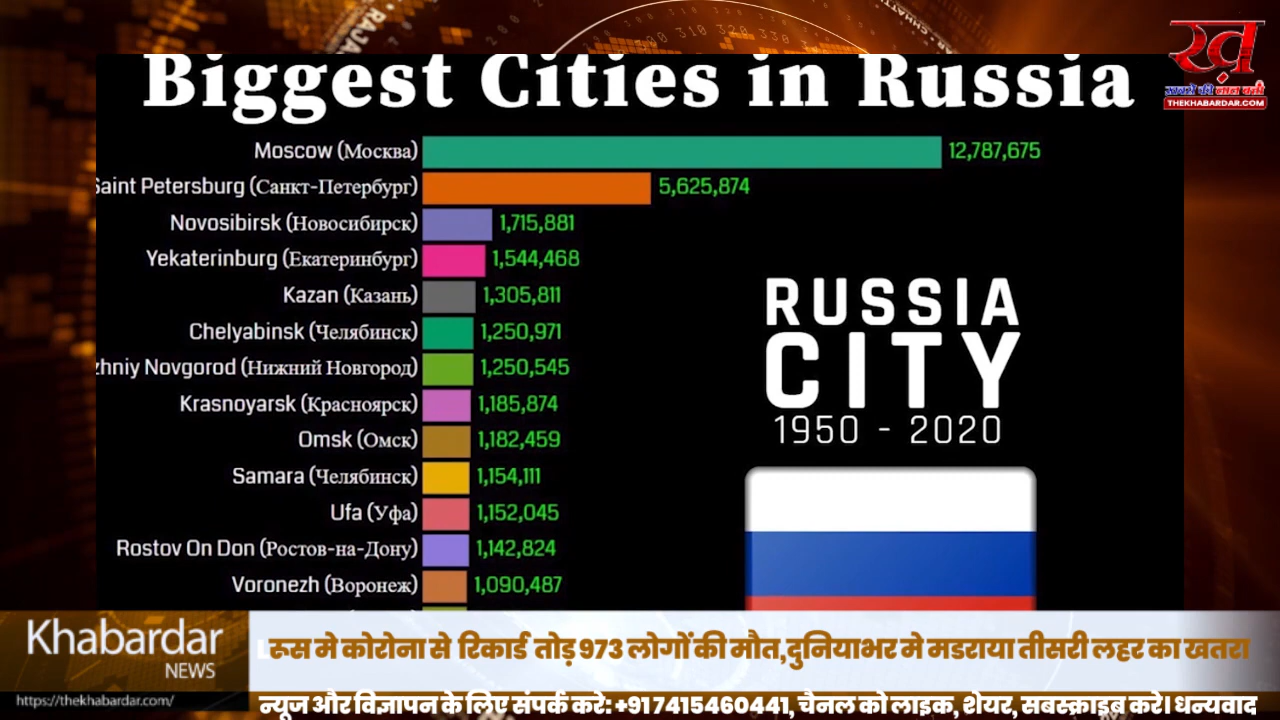 Biggest Cities in Russia
ख़
THEKHABARDAR.COM
Moscow (Москва) 12,787,675
Saint Petersburg (Санкт-Петербург) 5,625,874
Novosibirsk (Новосибирск) 1,715,881
Yekaterinburg (Екатеринбург) 1,544,468
Kazan (Казань) 1,305,811
Chelyabinsk (Челябинск) 1,250,971
zhniy Novgorod (Нижний Новгород) 1,250,545
Krasnoyarsk (Красноярск) 1,185,874
Omsk (Омск) 1,182,459
Samara (Челябинск) 1,154,111
Ufa (Уфа) 1,152,045
Rostov On Don (Ростов-на-Дону) 1,142,824
Voronezh (Воронеж) 1,090,487
RUSSIA
CITY
1950 - 2020
Khabardar
NEWS
https://thekhabardar.com/
रूस मे कोरोना से रिकार्ड तोड़ 973 लोगों की मौत,दुनियाभर मे मडराया तीसरी लहर का खतरा
न्यूज और विज्ञापन के लिए संपर्क करे: +91 7415460441, चैनल को लाइक, शेयर, सबस्क्राइब करे। धन्यवाद